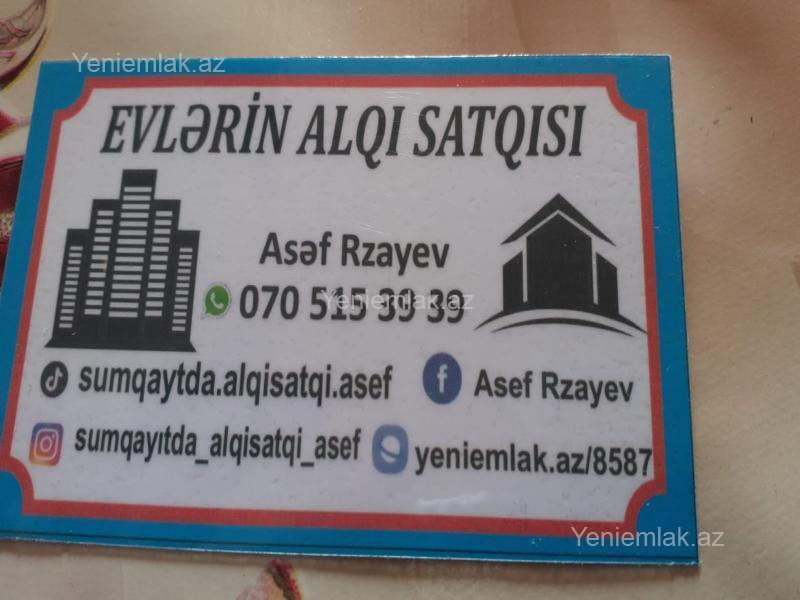 Yeniemlak.az
EVLƏRİN ALQI SATQISI
Asəf Rzayev
070 515 39 39
Yeniemlak.az
sumqaytda.alqisatqi.asef
Asef Rzayev
sumqayıtda_alqisatqi_asef
yeniemlak.az/8587
Yeniemlak.az